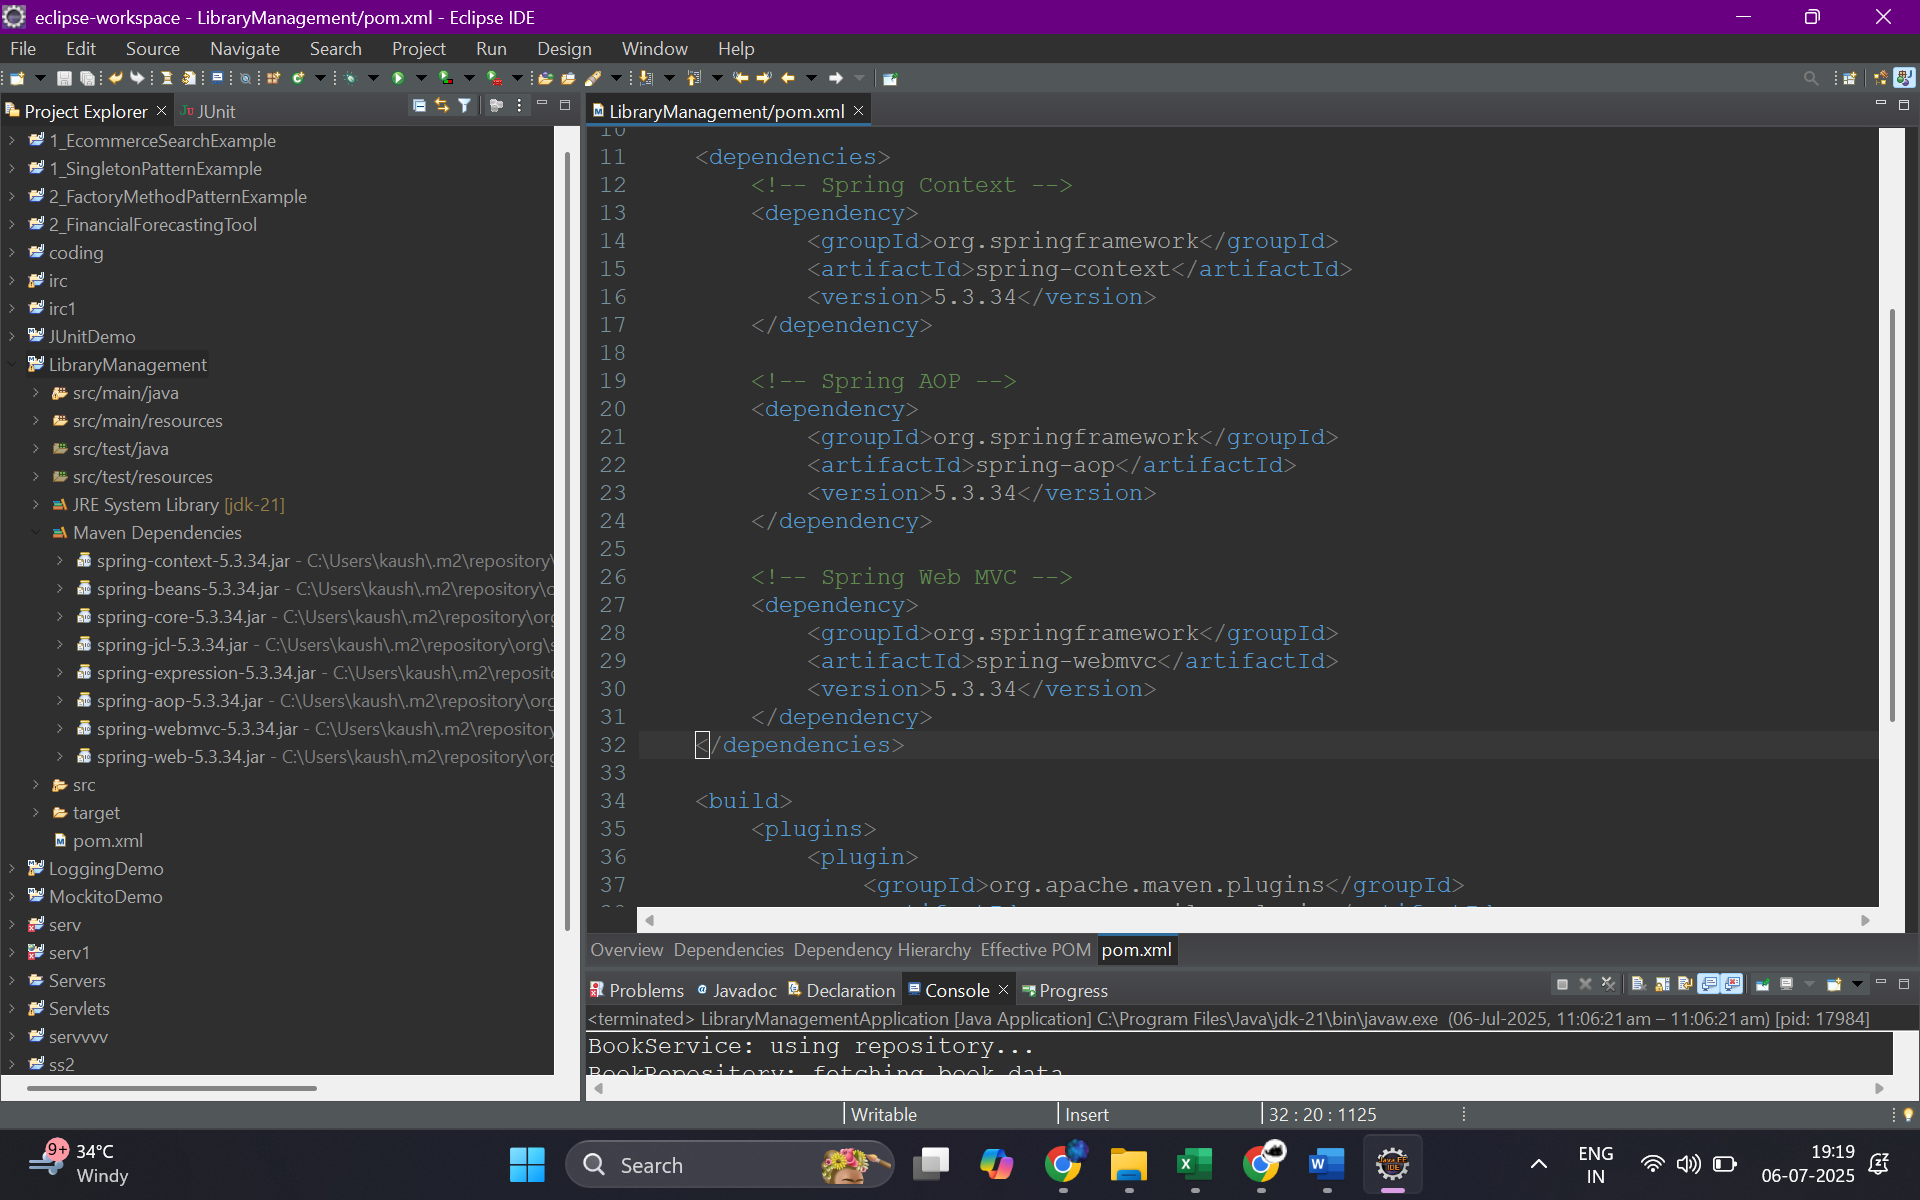 eclipse-workspace - LibraryManagement/pom.xml - Eclipse IDE
File Edit Source Navigate Search Project Run Design Window Help
Project Explorer
JUnit
1_EcommerceSearchExample
1_SingletonPatternExample
2_FactoryMethodPatternExample
2_FinancialForecastingTool
coding
irc
irc1
JUnitDemo
LibraryManagement
src/main/java
src/main/resources
src/test/java
src/test/resources
JRE System Library [jdk-21]
Maven Dependencies
spring-context-5.3.34.jar - C:\Users\kaush\.m2\repository\
spring-beans-5.3.34.jar - C:\Users\kaush\.m2\repository\o
spring-core-5.3.34.jar - C:\Users\kaush\.m2\repository\org
spring-jcl-5.3.34.jar - C:\Users\kaush\.m2\repository\org\s
spring-expression-5.3.34.jar - C:\Users\kaush\.m2\reposito
spring-aop-5.3.34.jar - C:\Users\kaush\.m2\repository\org
spring-webmvc-5.3.34.jar - C:\Users\kaush\.m2\repository
spring-web-5.3.34.jar - C:\Users\kaush\.m2\repository\org
src
target
pom.xml
LoggingDemo
MockitoDemo
serv
serv1
Servers
Servlets
servvvv
ss2
LibraryManagement/pom.xml
10
11 <dependencies>
12 <!-- Spring Context -->
13 <dependency>
14 <groupId>org.springframework</groupId>
15 <artifactId>spring-context</artifactId>
16 <version>5.3.34</version>
17 </dependency>
18
19 <!-- Spring AOP -->
20 <dependency>
21 <groupId>org.springframework</groupId>
22 <artifactId>spring-aop</artifactId>
23 <version>5.3.34</version>
24 </dependency>
25
26 <!-- Spring Web MVC -->
27 <dependency>
28 <groupId>org.springframework</groupId>
29 <artifactId>spring-webmvc</artifactId>
30 <version>5.3.34</version>
31 </dependency>
32 </dependencies>
33
34 <build>
35 <plugins>
36 <plugin>
37 <groupId>org.apache.maven.plugins</groupId>
Overview Dependencies Dependency Hierarchy Effective POM pom.xml
Problems Javadoc Declaration Console Progress
<terminated> LibraryManagementApplication [Java Application] C:\Program Files\Java\jdk-21\bin\javaw.exe (06-Jul-2025, 11:06:21 am – 11:06:21 am) [pid: 17984]
BookService: using repository...
BookRepository: fetching book data
Writable Insert 32 : 20 : 1125
9+
34°C
Windy
Search
ENG
IN
19:19
06-07-2025